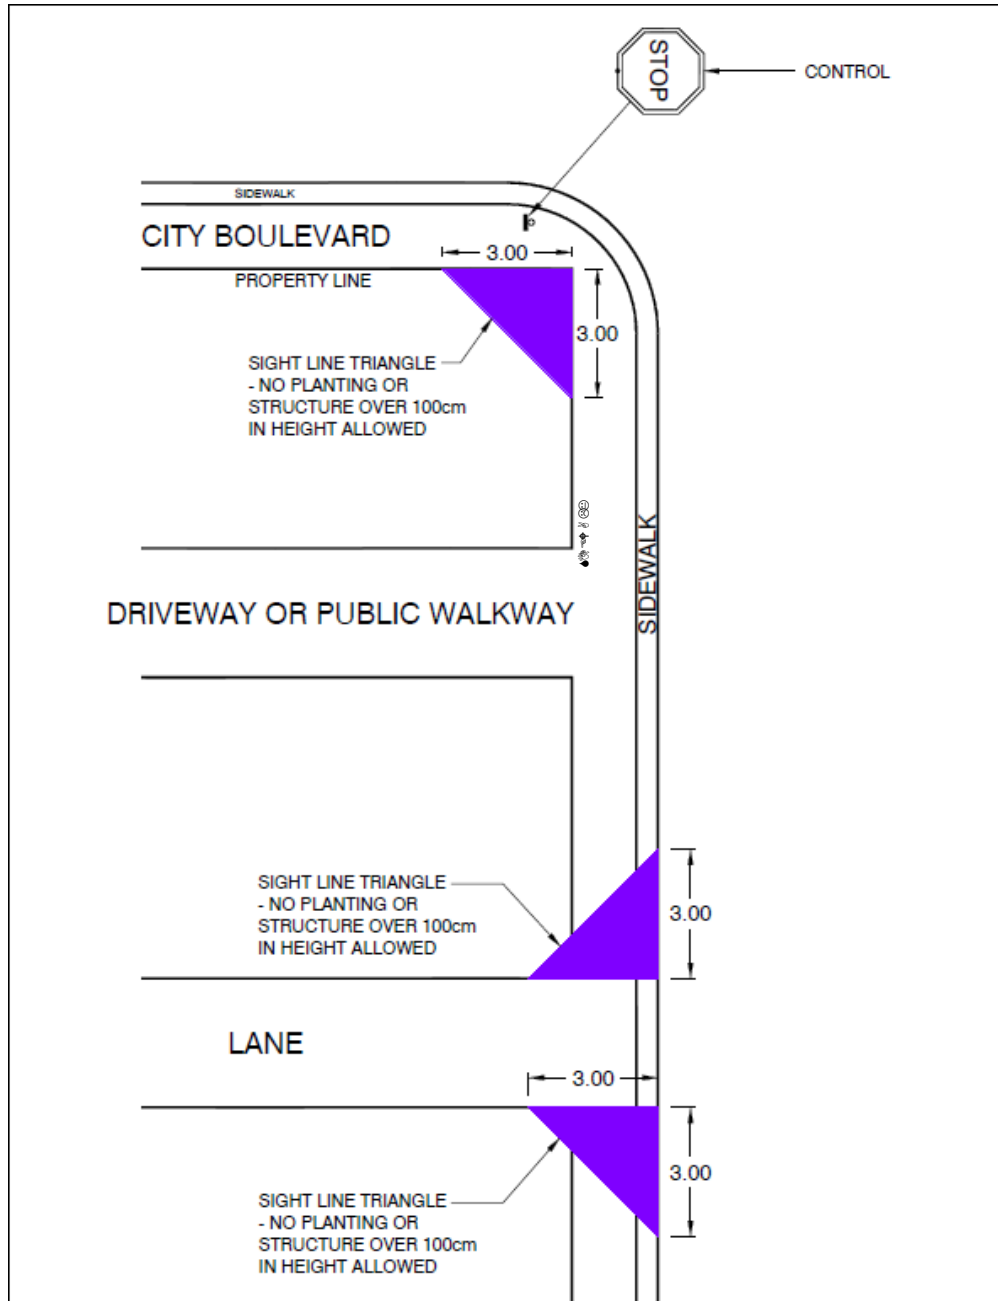 STOP
CONTROL
SIDEWALK
CITY BOULEVARD
3.00
PROPERTY LINE
3.00
SIGHT LINE TRIANGLE
- NO PLANTING OR
STRUCTURE OVER 100cm
IN HEIGHT ALLOWED
SIDEWALK
DRIVEWAY OR PUBLIC WALKWAY
SIGHT LINE TRIANGLE
- NO PLANTING OR
STRUCTURE OVER 100cm
IN HEIGHT ALLOWED
3.00
LANE
3.00
3.00
SIGHT LINE TRIANGLE
- NO PLANTING OR
STRUCTURE OVER 100cm
IN HEIGHT ALLOWED